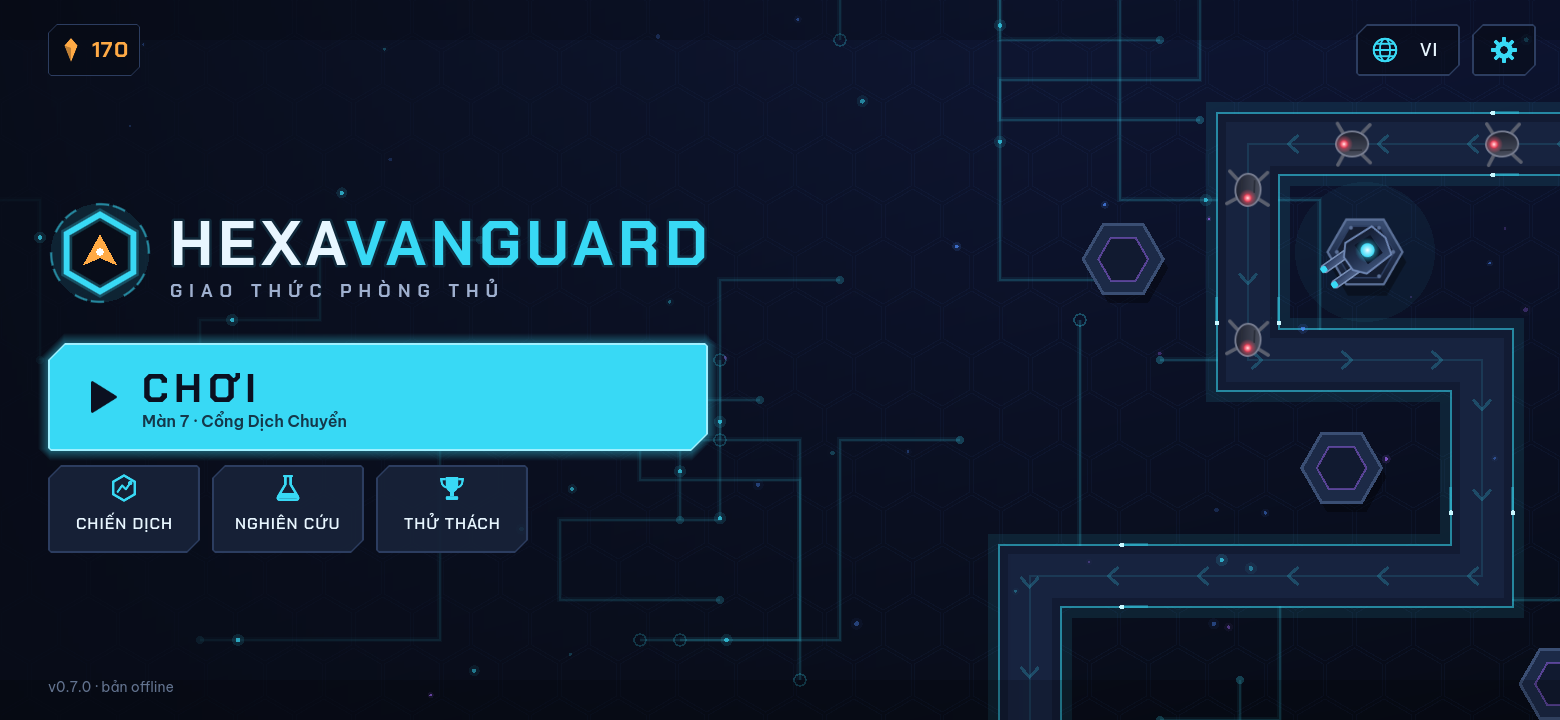 170
VI
HEXAVANGUARD
GIAO THỨC PHÒNG THỦ
CHƠI
Màn 7 · Cổng Dịch Chuyển
CHIẾN DỊCH
NGHIÊN CỨU
THỬ THÁCH
v0.7.0 · bản offline